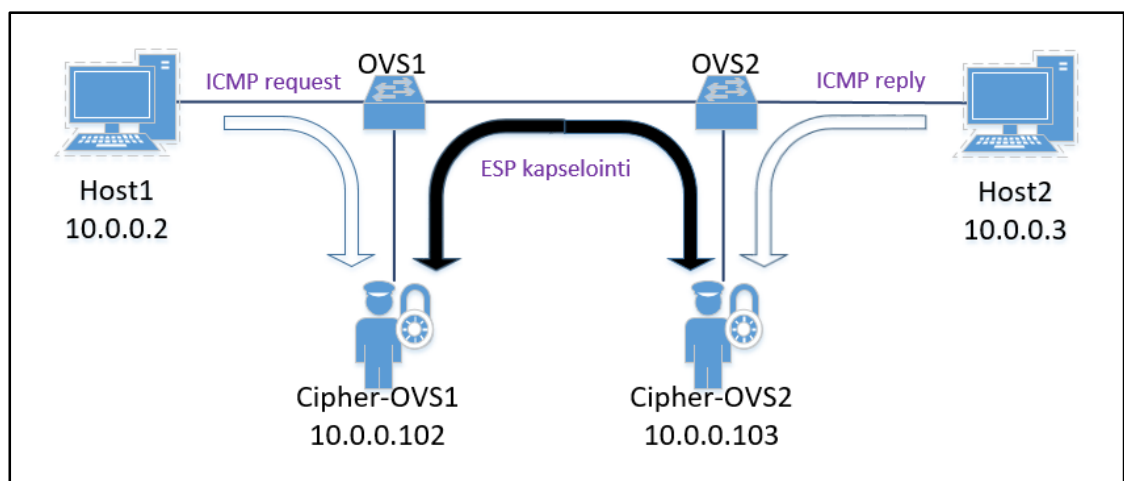 OVS1
OVS2
ICMP request
ICMP reply
ESP kapselointi
Host1
10.0.0.2
Host2
10.0.0.3
Cipher-OVS1
10.0.0.102
Cipher-OVS2
10.0.0.103